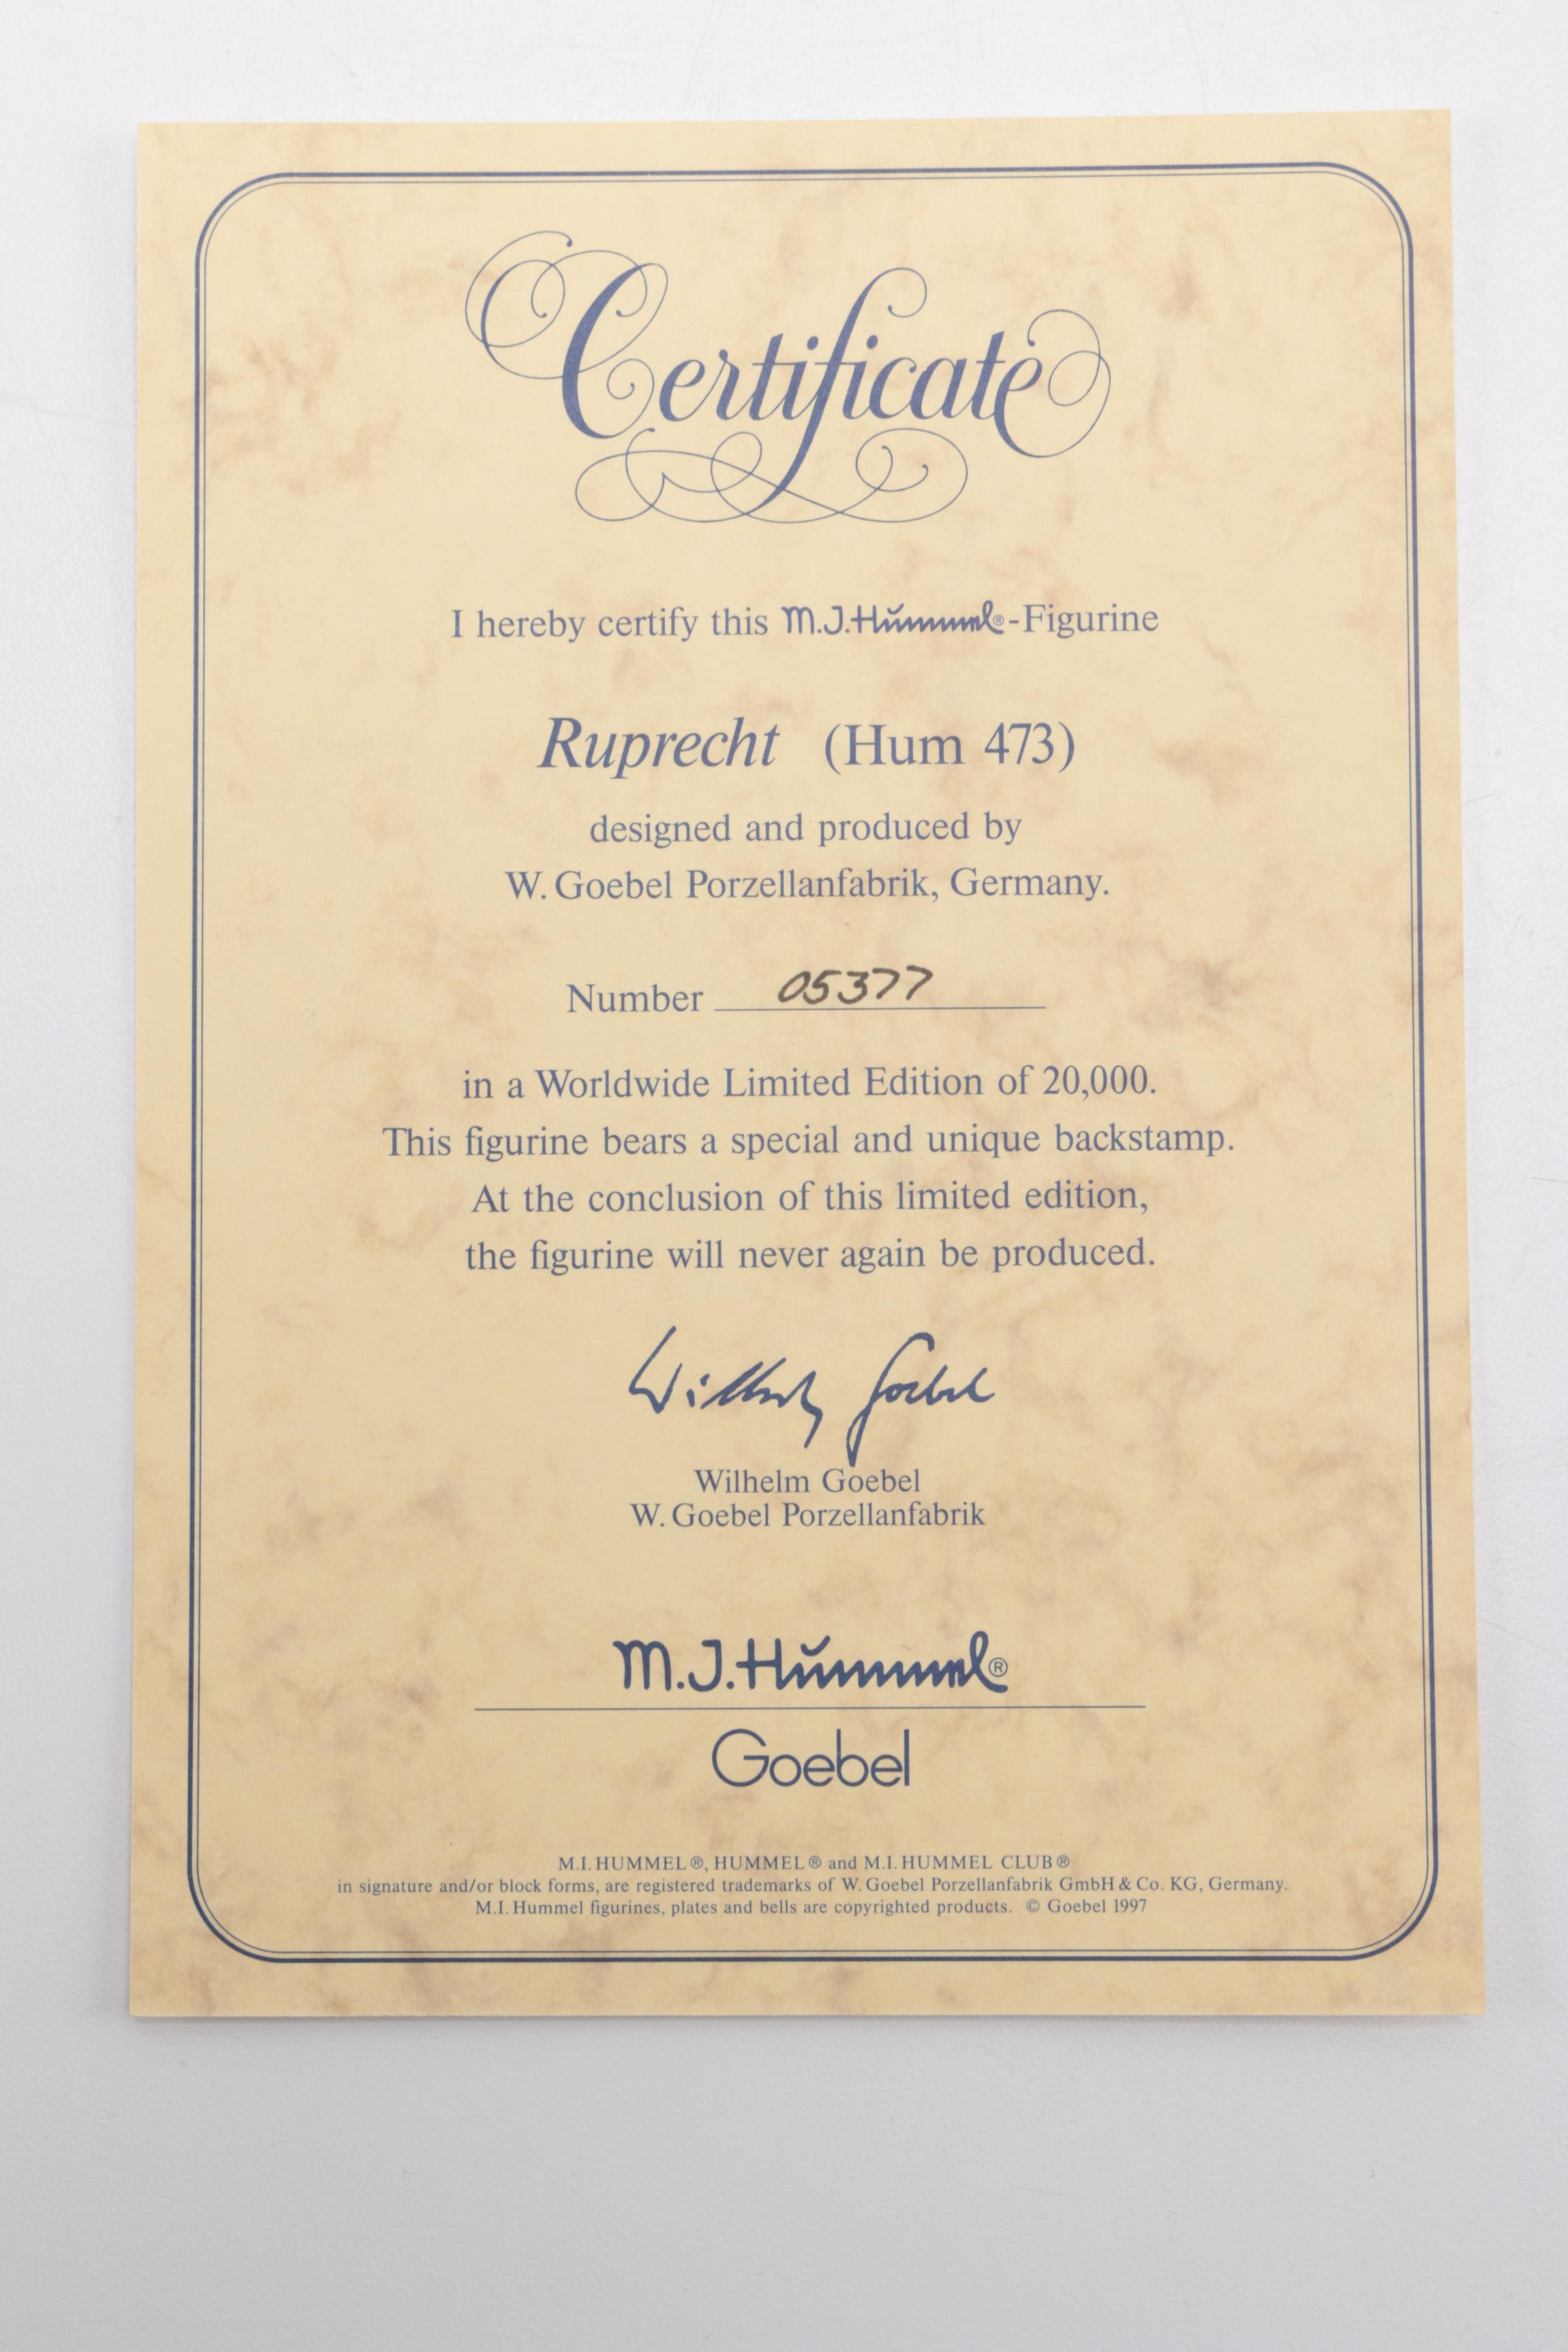 Certificate
I hereby certify this M.J.Hummel®-Figurine
Ruprecht (Hum 473)
designed and produced by
W. Goebel Porzellanfabrik, Germany.
Number 05377
in a Worldwide Limited Edition of 20,000.
This figurine bears a special and unique backstamp.
At the conclusion of this limited edition,
the figurine will never again be produced.
Wilhelm Goebel
Wilhelm Goebel
W. Goebel Porzellanfabrik
M.J.Hummel®
Goebel
M.I. HUMMEL®, HUMMEL® and M.I. HUMMEL CLUB®
in signature and/or block forms, are registered trademarks of W. Goebel Porzellanfabrik GmbH & Co. KG, Germany.
M.I. Hummel figurines, plates and bells are copyrighted products. © Goebel 1997